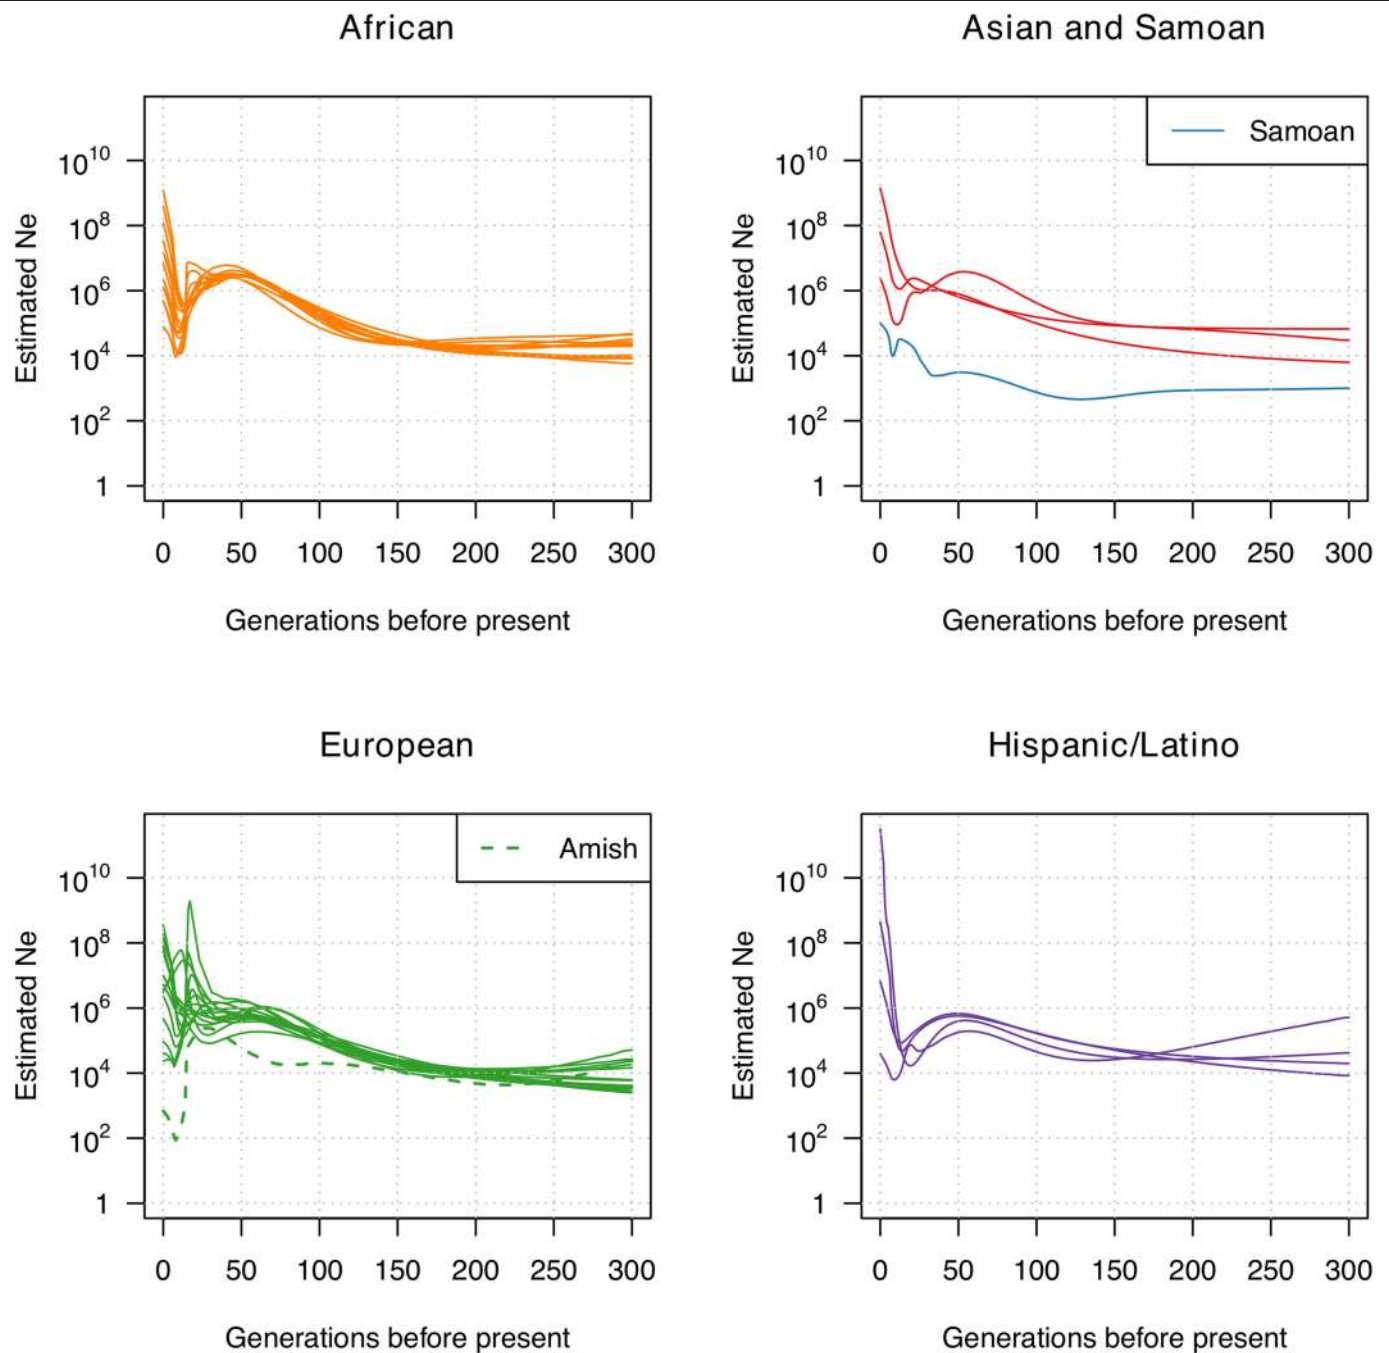 African
Estimated Ne
10^10
10^8
10^6
10^4
10^2
1
0 50 100 150 200 250 300
Generations before present
Asian and Samoan
Samoan
Estimated Ne
10^10
10^8
10^6
10^4
10^2
1
0 50 100 150 200 250 300
Generations before present
European
Amish
Estimated Ne
10^10
10^8
10^6
10^4
10^2
1
0 50 100 150 200 250 300
Generations before present
Hispanic/Latino
Estimated Ne
10^10
10^8
10^6
10^4
10^2
1
0 50 100 150 200 250 300
Generations before present